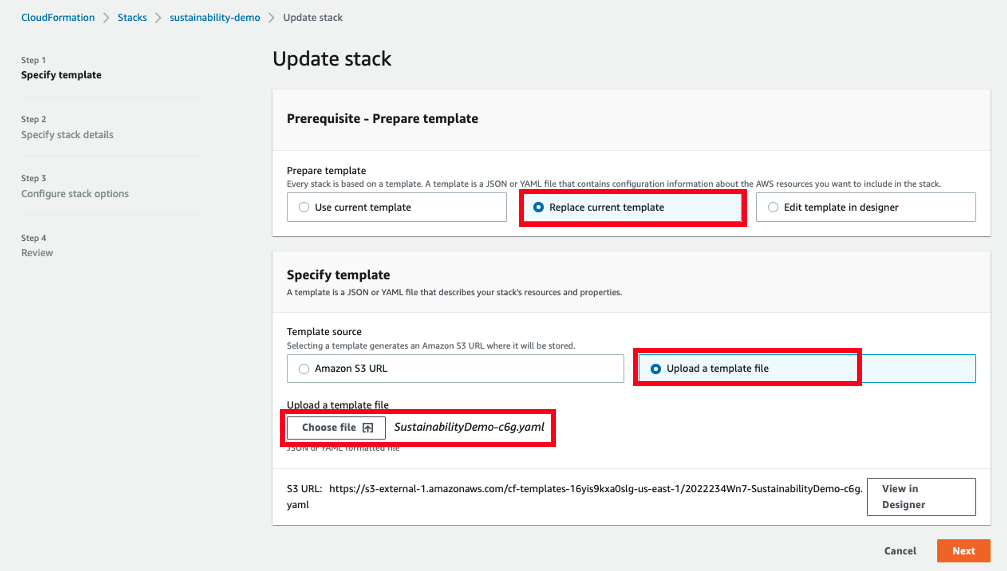 CloudFormation > Stacks > sustainability-demo > Update stack
Step 1
Specify template
Step 2
Specify stack details
Step 3
Configure stack options
Step 4
Review
Update stack
Prerequisite - Prepare template
Prepare template
Every stack is based on a template. A template is a JSON or YAML file that contains configuration information about the AWS resources you want to include in the stack.
Use current template
Replace current template
Edit template in designer
Specify template
A template is a JSON or YAML file that describes your stack's resources and properties.
Template source
Selecting a template generates an Amazon S3 URL where it will be stored.
Amazon S3 URL
Upload a template file
Upload a template file
Choose file
SustainabilityDemo-c6g.yaml
JSON or YAML formatted file
S3 URL: https://s3-external-1.amazonaws.com/cf-templates-16yis9kxa0slg-us-east-1/2022234Wn7-SustainabilityDemo-c6g.
yaml
View in
Designer
Cancel
Next